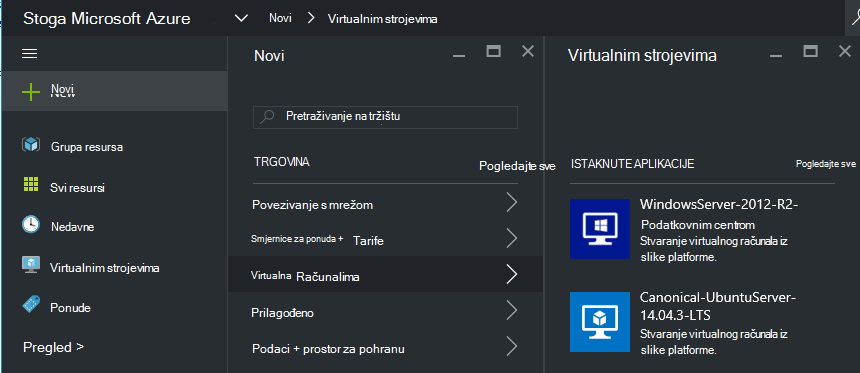 Stoga Microsoft Azure
Novi
Virtualnim strojevima
Novi
Grupa resursa
Svi resursi
Nedavne
Virtualnim strojevima
Ponude
Pregled >
Novi
Pretraživanje na tržištu
TRGOVINA
Pogledajte sve
Povezivanje s mrežom
Smjernice za ponuda + Tarife
Virtualna Računalima
Prilagođeno
Podaci + prostor za pohranu
Virtualnim strojevima
ISTAKNUTE APLIKACIJE
Pogledajte sve
WindowsServer-2012-R2-
Podatkovnim centrom
Stvaranje virtualnog računala iz
slike platforme.
Canonical-UbuntuServer-
14.04.3-LTS
Stvaranje virtualnog računala iz
slike platforme.